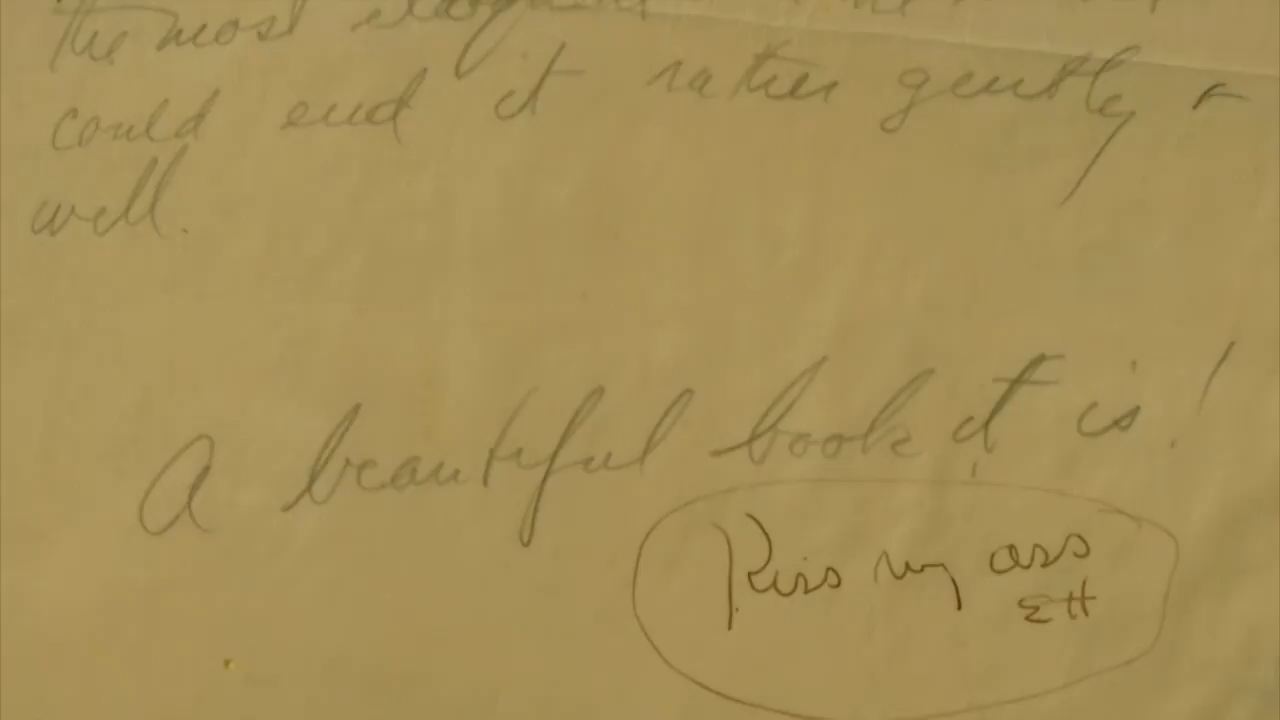 the most
could end it rather gently &
well.
A beautiful book it is!
Kiss my ass
EH